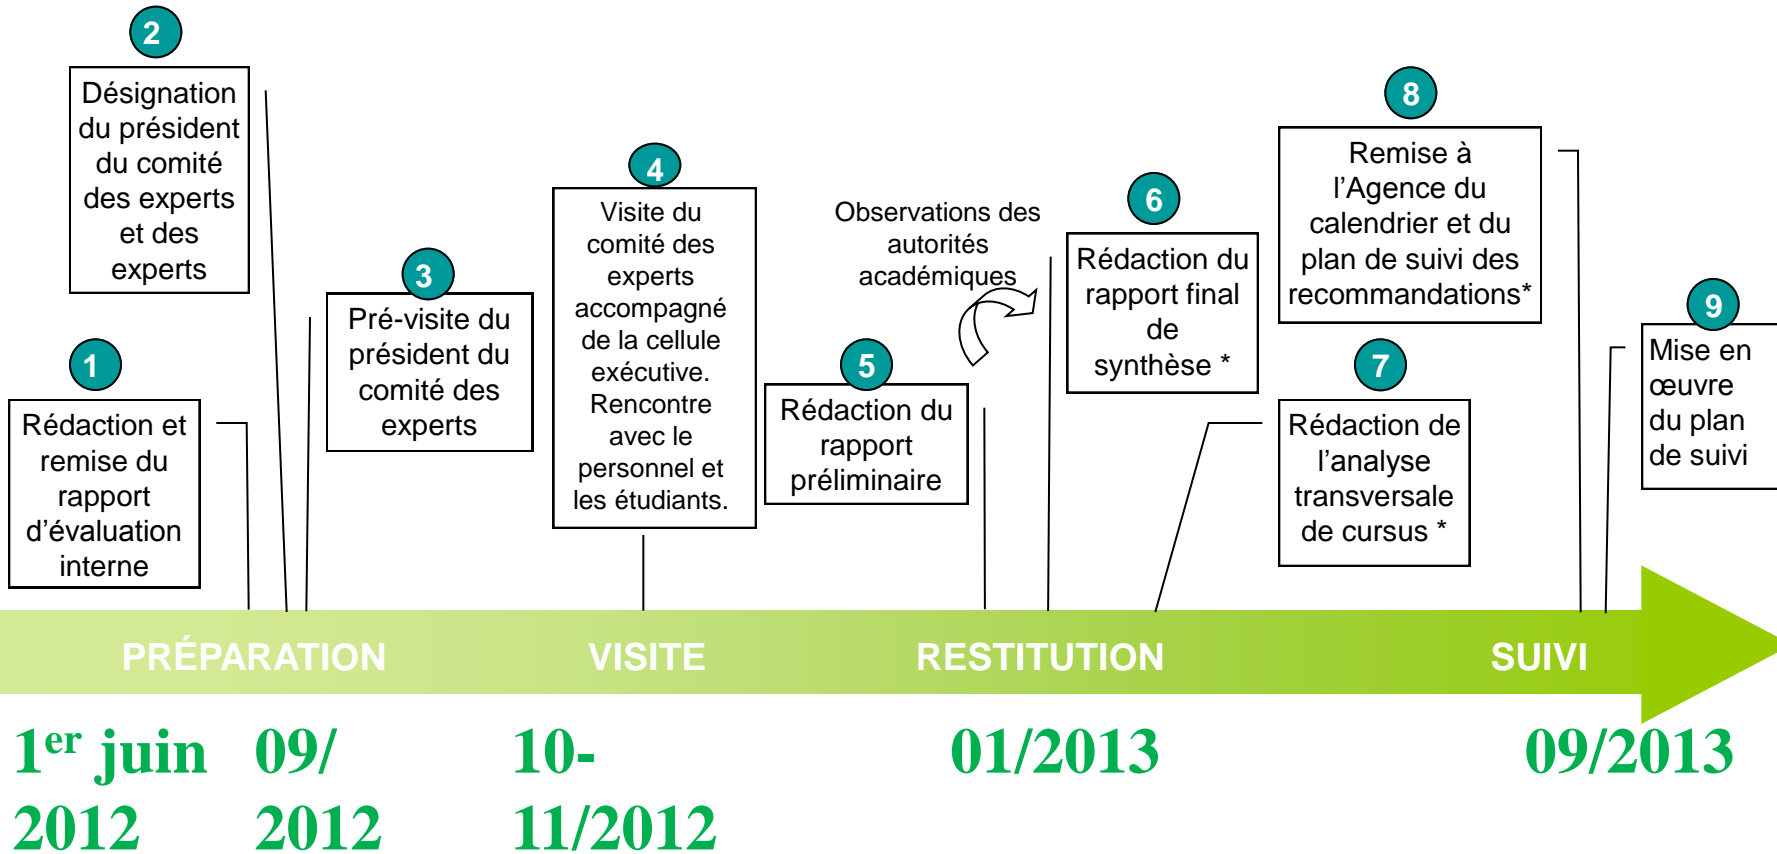 1
Rédaction et
remise du
rapport
d’évaluation
interne
2
Désignation
du président
du comité
des experts
et des
experts
3
Pré-visite du
président du
comité des
experts
4
Visite du
comité des
experts
accompagné
de la cellule
exécutive.
Rencontre
avec le
personnel et
les étudiants.
5
Rédaction du
rapport
préliminaire
Observations des
autorités
académiques
6
Rédaction du
rapport final
de
synthèse *
7
Rédaction de
l’analyse
transversale
de cursus *
8
Remise à
l’Agence du
calendrier et du
plan de suivi des
recommandations*
9
Mise en
œuvre
du plan
de suivi
PRÉPARATION
VISITE
RESTITUTION
SUIVI
1er juin
2012
09/
2012
10-
11/2012
01/2013
09/2013